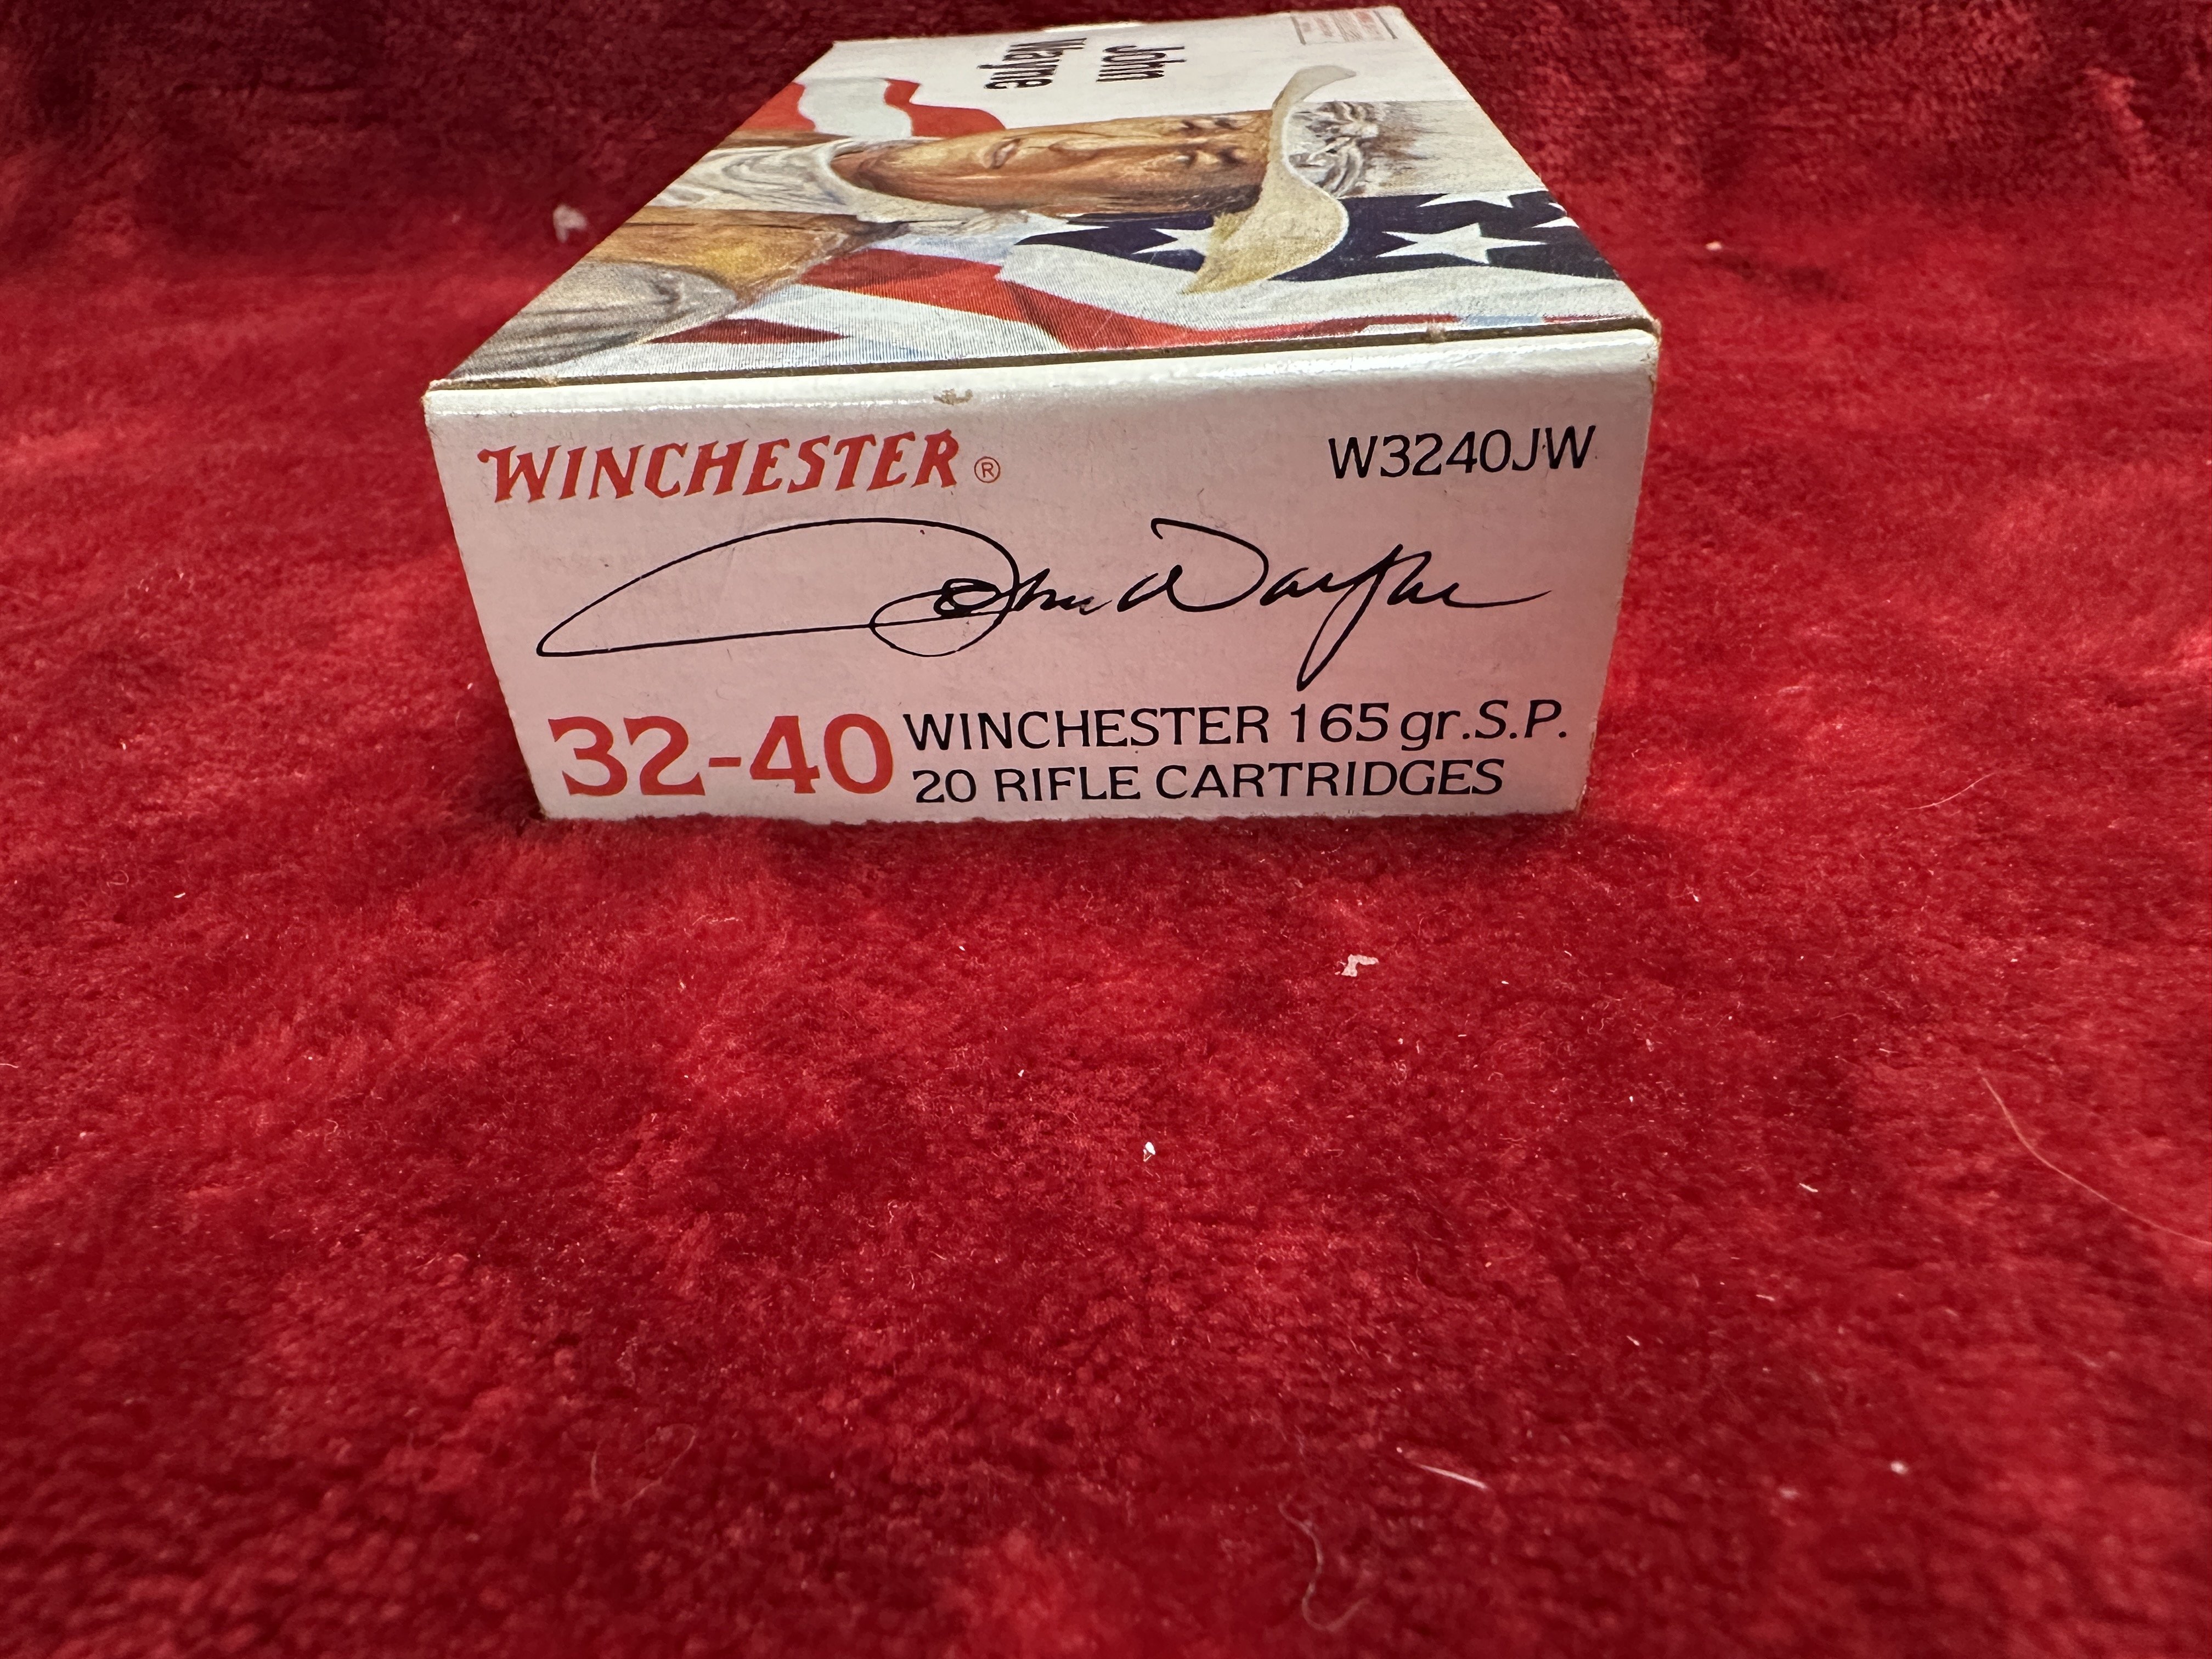 John
Wayne
WINCHESTER® W3240JW
John Wayne
32-40 WINCHESTER 165 gr.S.P.
20 RIFLE CARTRIDGES